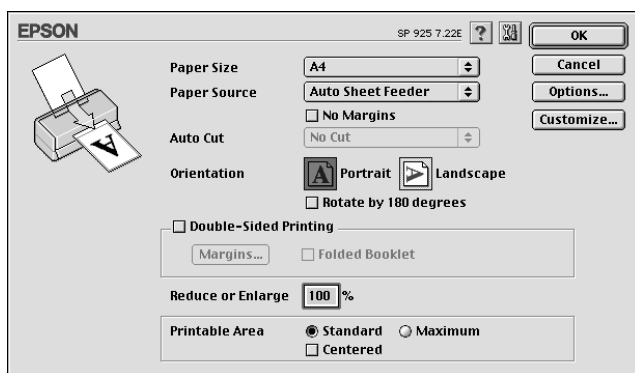 EPSON
SP 925 7.22E
OK
Paper Size A4
Cancel
Paper Source Auto Sheet Feeder
Options...
No Margins
Customize...
Auto Cut No Cut
Orientation A Portrait A Landscape
Rotate by 180 degrees
Double-Sided Printing
Margins... Folded Booklet
Reduce or Enlarge 100 %
Printable Area Standard Maximum
Centered
A